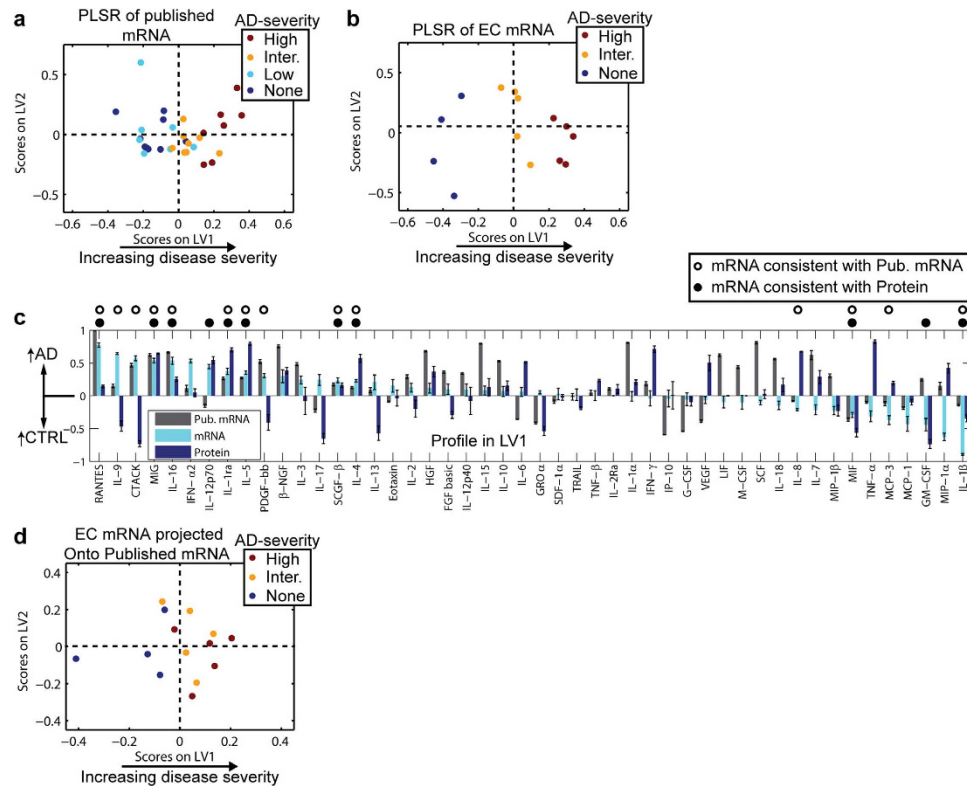 a
PLSR of published
mRNA
AD-severity
High
Inter.
Low
None
Scores on LV2
0.5
0
−0.5
−0.6 −0.4 −0.2 0 0.2 0.4 0.6
Scores on LV1
Increasing disease severity
b
PLSR of EC mRNA
AD-severity
High
Inter.
None
Scores on LV2
0.5
0
−0.5
−0.6 −0.4 −0.2 0 0.2 0.4 0.6
Scores on LV1
Increasing disease severity
mRNA consistent with Pub. mRNA
mRNA consistent with Protein
c
1
0.5
0
−0.5
−1
↑AD
↑CTRL
Pub. mRNA
mRNA
Protein
Profile in LV1
RANTES
IL−9
CTACK
MIG
IL−16
IFN−α2
IL−12p70
IL−1ra
IL−5
PDGF−bb
β−NGF
IL−3
IL−17
SCGF−β
IL−4
IL−13
Eotaxin
IL−2
HGF
FGF basic
IL−12p40
IL−15
IL−10
IL−6
GRO α
SDF−1α
TRAIL
TNF−β
IL−2Ra
IL−1α
IFN−γ
IP−10
G−CSF
VEGF
LIF
M−CSF
SCF
IL−18
IL−8
IL−7
MIP−1β
MIF
TNF−α
MCP−3
MCP−1
GM−CSF
MIP−1α
IL−1β
d
EC mRNA projected
Onto Published mRNA
AD-severity
High
Inter.
None
Scores on LV2
0.4
0.2
0
−0.2
−0.4
−0.4 −0.2 0 0.2 0.4
Scores on LV1
Increasing disease severity